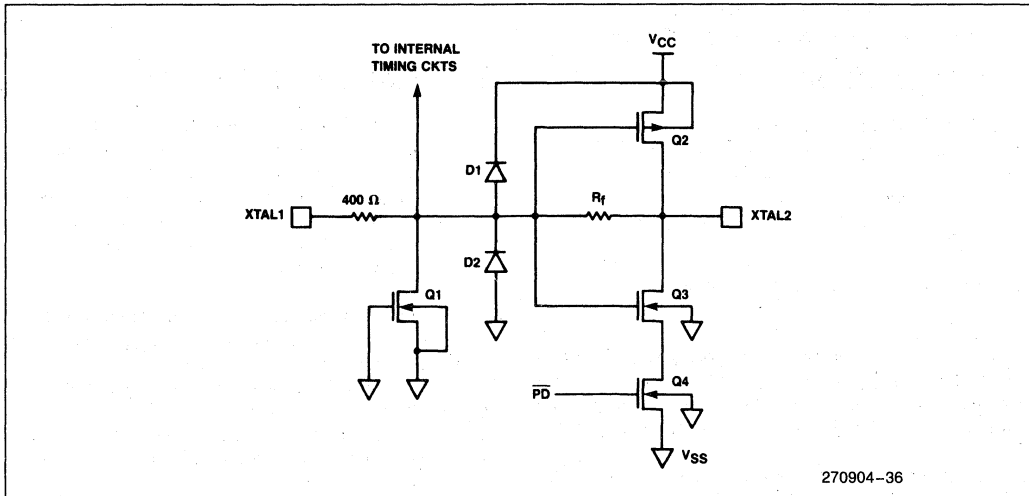 TO INTERNAL
TIMING CKTS
VCC
Q2
D1
400 Ω
XTAL1
Rf
XTAL2
D2
Q1
Q3
PD
Q4
VSS
270904-36